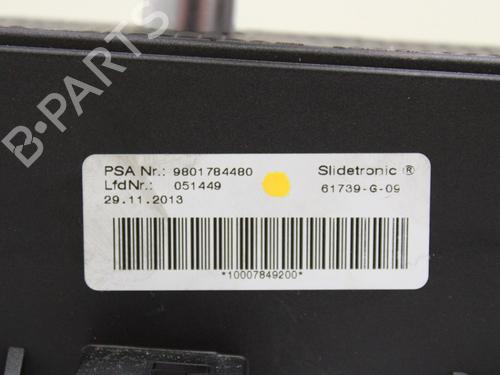 B-PARTS
PSA Nr.: 9801784480 Slidetronic ®
LfdNr.: 051449 61739-G-09
29.11.2013
*10007849200*